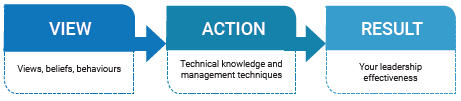 VIEW
Views, beliefs, behaviours
ACTION
Technical knowledge and
management techniques
RESULT
Your leadership
effectiveness